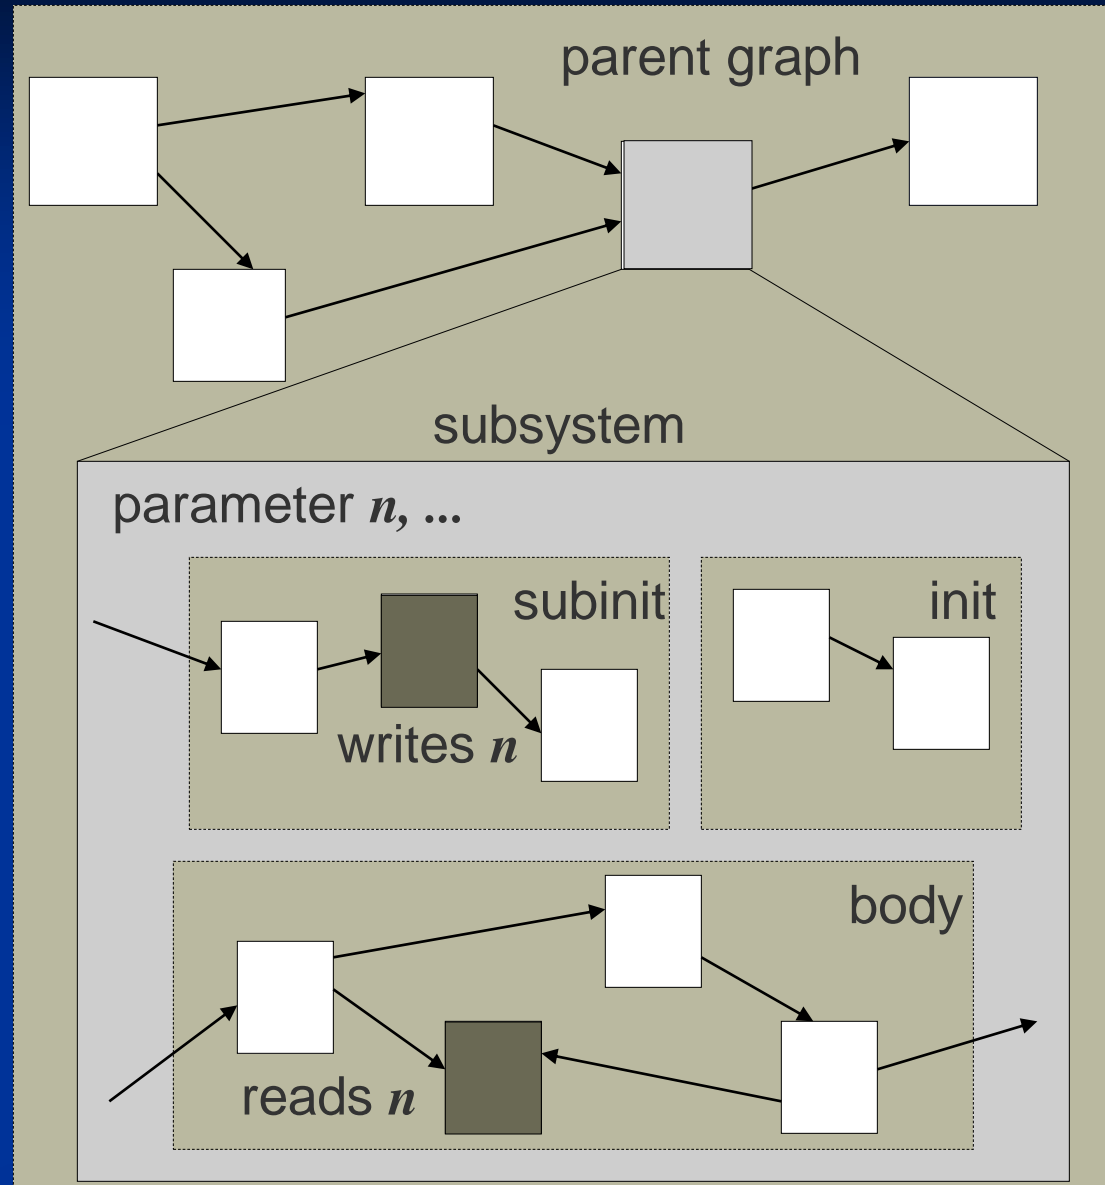 parent graph
subsystem
parameter n, ...
subinit
init
writes n
body
reads n